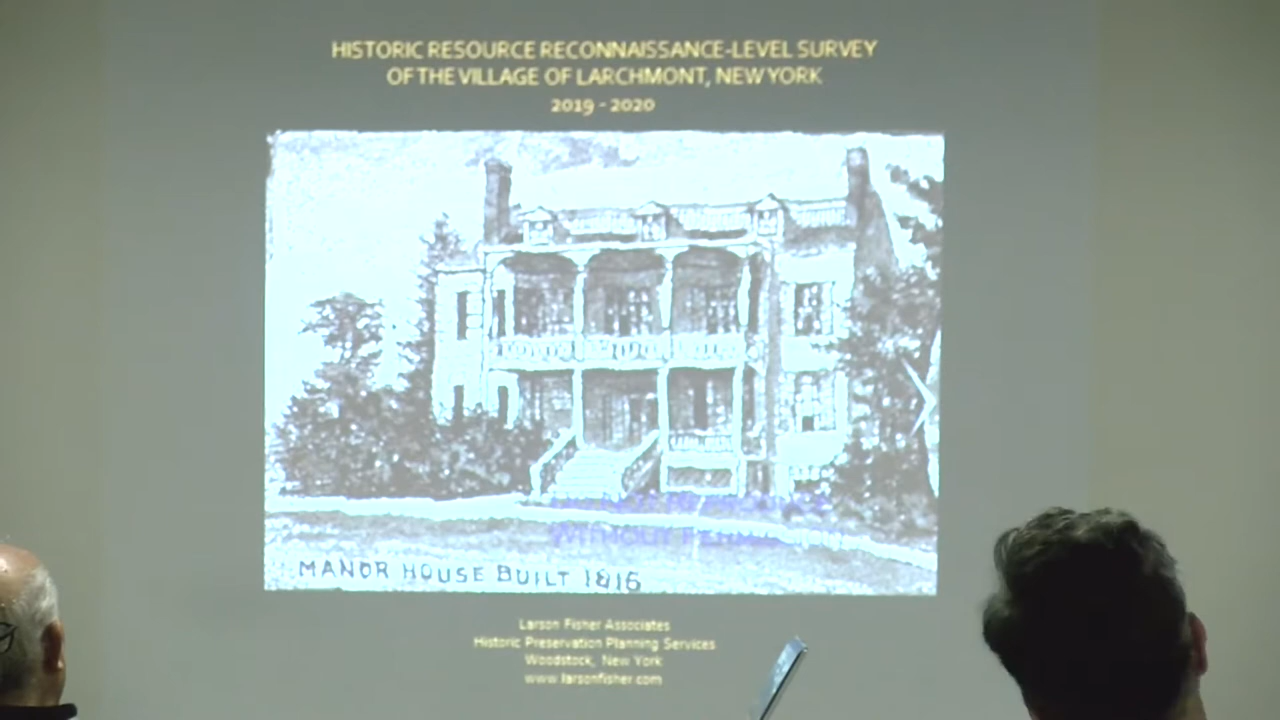 HISTORIC RESOURCE RECONNAISSANCE-LEVEL SURVEY
OF THE VILLAGE OF LARCHMONT, NEW YORK
2019 - 2020
WITHOUT
MANOR HOUSE BUILT 1816
Larson Fisher Associates
Historic Preservation Planning Services
Woodstock, New York
www.larsonfisher.com